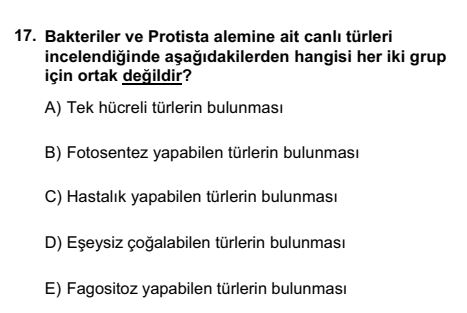 17. Bakteriler ve Protista alemine ait canlı türleri
incelendiğinde aşağıdakilerden hangisi her iki grup
için ortak değildir?
A) Tek hücreli türlerin bulunması
B) Fotosentez yapabilen türlerin bulunması
C) Hastalık yapabilen türlerin bulunması
D) Eşeysiz çoğalabilen türlerin bulunması
E) Fagositoz yapabilen türlerin bulunması